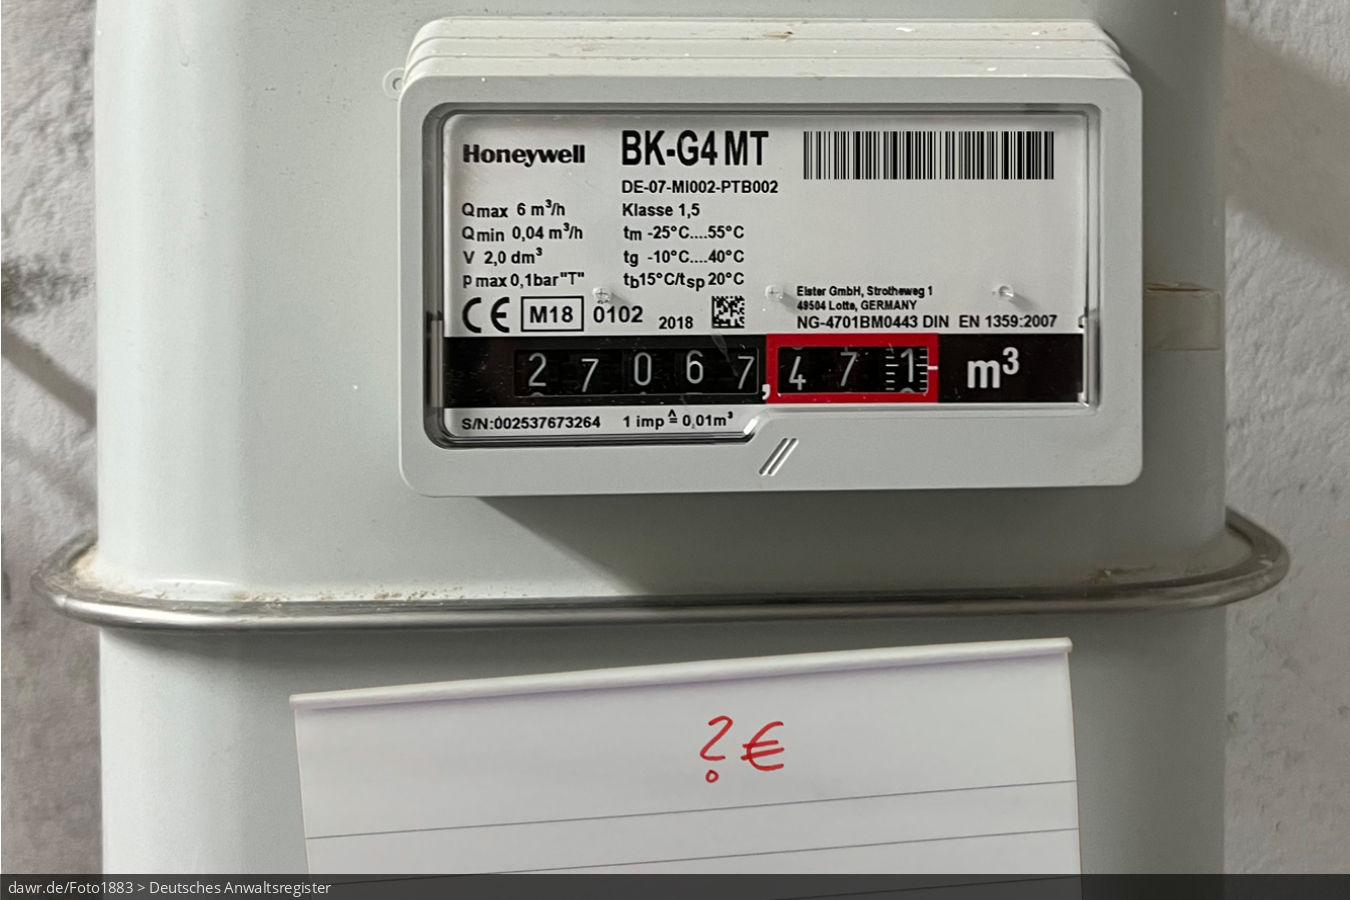 Honeywell BK-G4 MT
DE-07-MI002-PTB002
Qmax 6 m³/h Klasse 1,5
Qmin 0,04 m³/h tm -25°C....55°C
V 2,0 dm³ tg -10°C....40°C
p max 0,1bar"T" tb15°C/tsp 20°C
Elster GmbH, Strotheweg 1
49504 Lotte, GERMANY
CE M18 0102 2018 NG-4701BM0443 DIN EN 1359:2007
27067,471 m³
S/N:002537673264 1 imp ≙ 0,01m³
?€
dawr.de/Foto1883 > Deutsches Anwaltsregister